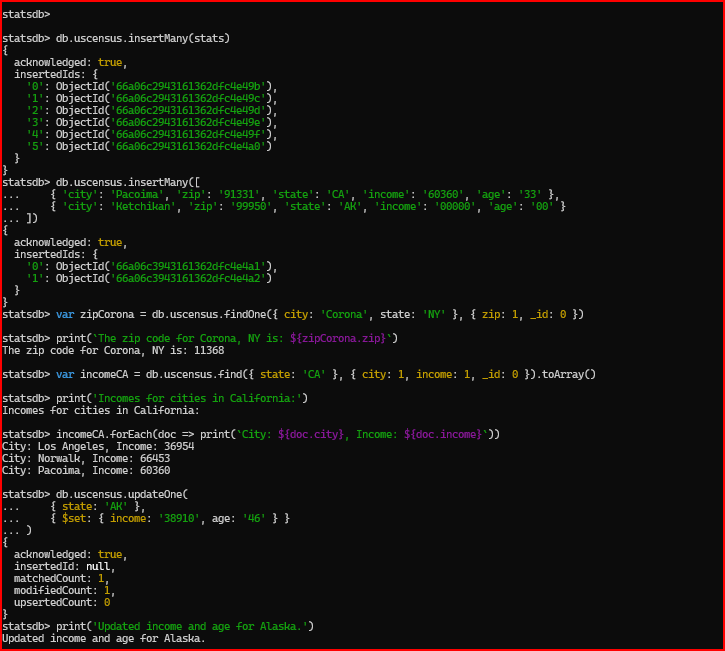 statsdb>
statsdb> db.uscensus.insertMany(stats)
{
  acknowledged: true,
  insertedIds: {
    '0': ObjectId('66a06c2943161362dfc4e49b'),
    '1': ObjectId('66a06c2943161362dfc4e49c'),
    '2': ObjectId('66a06c2943161362dfc4e49d'),
    '3': ObjectId('66a06c2943161362dfc4e49e'),
    '4': ObjectId('66a06c2943161362dfc4e49f'),
    '5': ObjectId('66a06c2943161362dfc4e4a0')
  }
}
statsdb> db.uscensus.insertMany([
...     { 'city': 'Pacoima', 'zip': '91331', 'state': 'CA', 'income': '60360', 'age': '33' },
...     { 'city': 'Ketchikan', 'zip': '99950', 'state': 'AK', 'income': '00000', 'age': '00' }
... ])
{
  acknowledged: true,
  insertedIds: {
    '0': ObjectId('66a06c3943161362dfc4e4a1'),
    '1': ObjectId('66a06c3943161362dfc4e4a2')
  }
}
statsdb> var zipCorona = db.uscensus.findOne({ city: 'Corona', state: 'NY' }, { zip: 1, _id: 0 })
statsdb> print(`The zip code for Corona, NY is: ${zipCorona.zip}`)
The zip code for Corona, NY is: 11368
statsdb> var incomeCA = db.uscensus.find({ state: 'CA' }, { city: 1, income: 1, _id: 0 }).toArray()
statsdb> print('Incomes for cities in California:')
Incomes for cities in California:
statsdb> incomeCA.forEach(doc => print(`City: ${doc.city}, Income: ${doc.income}`))
City: Los Angeles, Income: 36954
City: Norwalk, Income: 66453
City: Pacoima, Income: 60360
statsdb> db.uscensus.updateOne(
...     { state: 'AK' },
...     { $set: { income: '38910', age: '46' } }
... )
{
  acknowledged: true,
  insertedId: null,
  matchedCount: 1,
  modifiedCount: 1,
  upsertedCount: 0
}
statsdb> print('Updated income and age for Alaska.')
Updated income and age for Alaska.